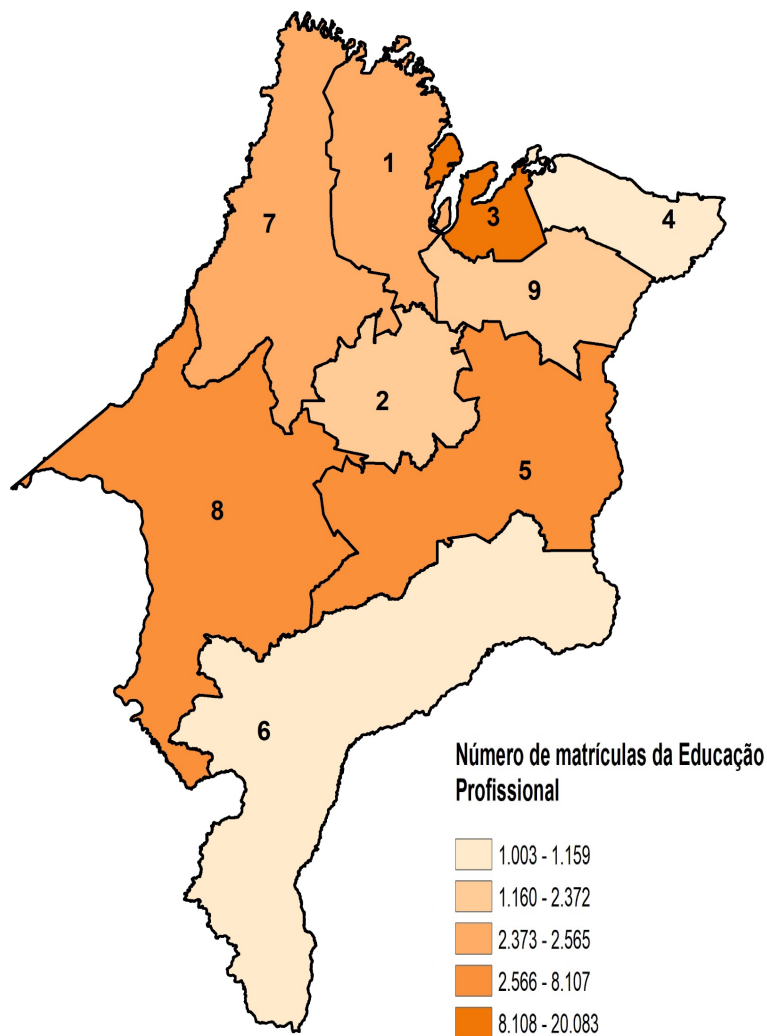 1
3
4
7
9
2
5
8
6
Número de matrículas da Educação
Profissional
1.003 - 1.159
1.160 - 2.372
2.373 - 2.565
2.566 - 8.107
8.108 - 20.083